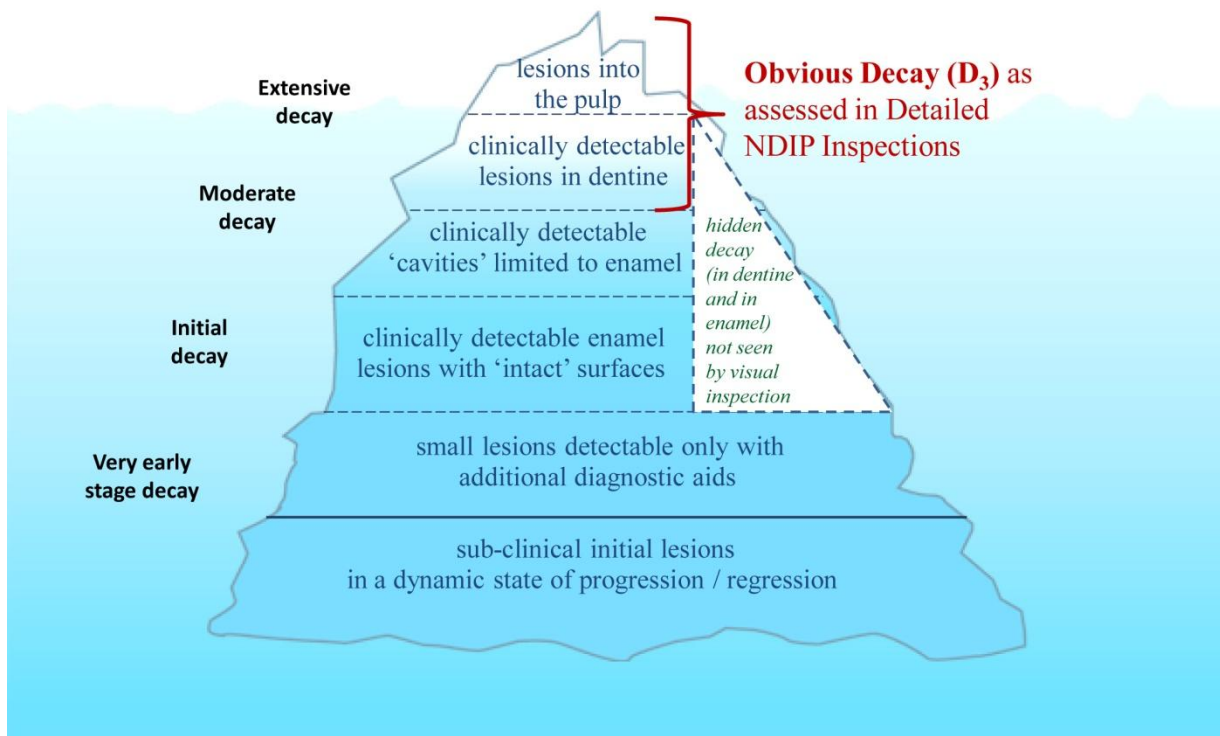 Extensive
decay
Moderate
decay
Initial
decay
Very early
stage decay
lesions into
the pulp
clinically detectable
lesions in dentine
clinically detectable
‘cavities’ limited to enamel
clinically detectable enamel
lesions with ‘intact’ surfaces
small lesions detectable only with
additional diagnostic aids
sub-clinical initial lesions
in a dynamic state of progression / regression
hidden
decay
(in dentine
and in
enamel)
not seen
by visual
inspection
Obvious Decay (D₃) as
assessed in Detailed
NDIP Inspections